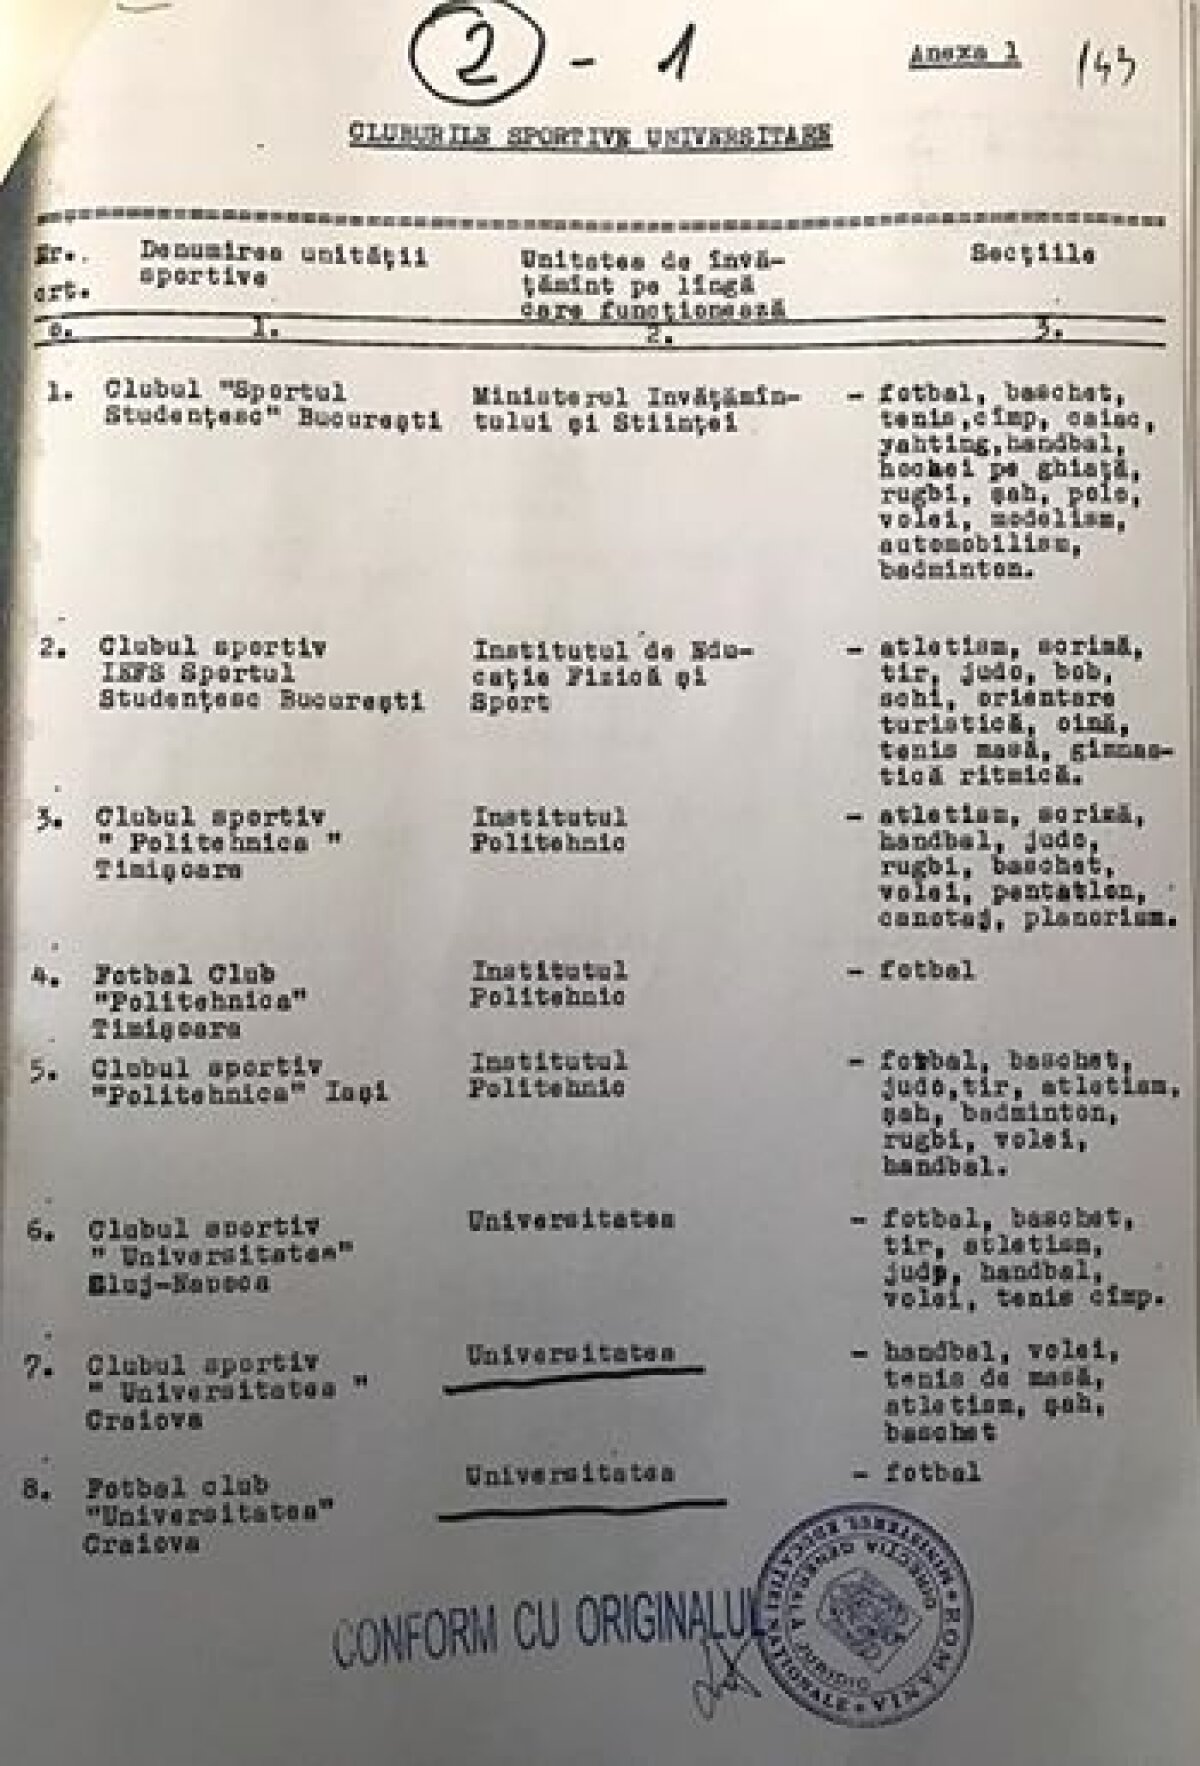 2 - 1
Anexa 1
143
CLUBURILE SPORTIVE UNIVERSITARE
Nr. Denumirea unității Unitatea de învă- Secțiile
crt. sportive țămînt pe lîngă
care funcționează
o. 1. 2. 3.
1. Clubul "Sportul Ministerul Invățămîn- - fotbal, baschet,
Studențesc" București tului și Stiinței tenis,cîmp, caiac,
yahting,handbal,
hochei pe ghiață,
rugbi, șah, polo,
volei, modelism,
automobilism,
badminton.
2. Clubul sportiv Institutul de Edu- - atletism, scrimă,
IEFS Sportul cație Fizică și tir, judo, bob,
Studențesc București Sport schi, orientare
turistică, oină,
tenis masă, gimnas-
tică ritmică.
3. Clubul sportiv Institutul - atletism, scrimă,
" Politehnica " Politehnic handbal, judo,
Timișoara rugbi, baschet,
volei, pentatlon,
canotaj, planorism.
4. Fotbal Club Institutul - fotbal
"Politehnica" Politehnic
Timișoara
5. Clubul sportiv Institutul - fotbal, baschet,
"Politehnica" Iași Politehnic judo,tir, atletism,
șah, badminton,
rugbi, volei,
handbal.
6. Clubul sportiv Universitatea - fotbal, baschet,
" Universitatea" tir, atletism,
Cluj-Napoca judo, handbal,
volei, tenis cîmp.
7. Clubul sportiv Universitatea - handbal, volei,
" Universitatea " tenis de masă,
Craiova atletism, șah,
baschet
8. Fotbal club Universitatea - fotbal
"Universitatea"
Craiova
CONFORM CU ORIGINALUL
ROMÂNIA * MINISTERUL EDUCAȚIEI NAȚIONALE *
DIRECȚIA GENERALĂ JURIDIC